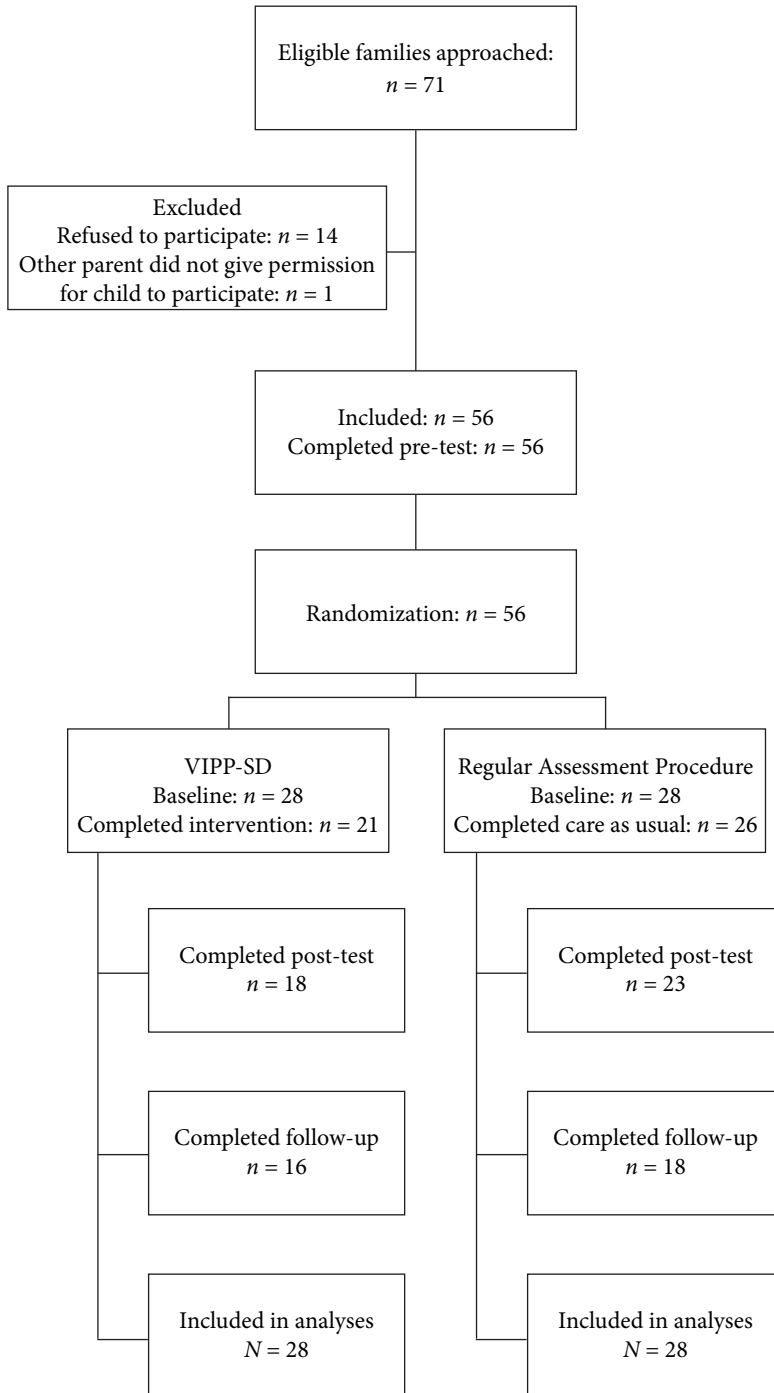 Eligible families approached:
n = 71
Excluded
Refused to participate: n = 14
Other parent did not give permission
for child to participate: n = 1
Included: n = 56
Completed pre-test: n = 56
Randomization: n = 56
VIPP-SD
Baseline: n = 28
Completed intervention: n = 21
Regular Assessment Procedure
Baseline: n = 28
Completed care as usual: n = 26
Completed post-test
n = 18
Completed post-test
n = 23
Completed follow-up
n = 16
Completed follow-up
n = 18
Included in analyses
N = 28
Included in analyses
N = 28